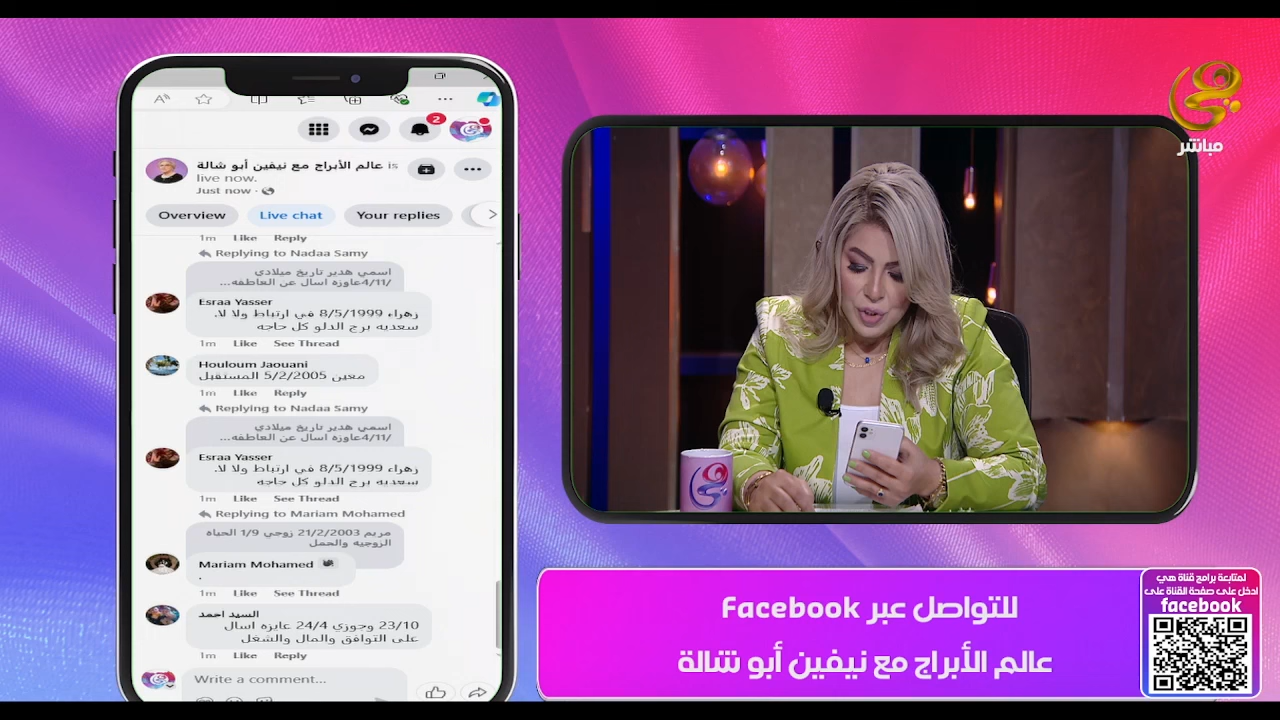 عالم الأبراج مع نيفين أبو شالة is
live now.
Just now
2
Overview
Live chat
Your replies
1m Like Reply
Replying to Nadaa Samy
اسمي هدير تاريخ ميلادي
4/11/عاوزه اسال عن العاطفه...
Esraa Yasser
زهراء 8/5/1999 في ارتباط ولا لا.
سعديه برج الدلو كل حاجه
1m Like See Thread
Houloum Jaouani
معين 5/2/2005 المستقبل
1m Like Reply
Replying to Nadaa Samy
اسمي هدير تاريخ ميلادي
4/11/عاوزه اسال عن العاطفه...
Esraa Yasser
زهراء 8/5/1999 في ارتباط ولا لا.
سعديه برج الدلو كل حاجه
1m Like See Thread
Replying to Mariam Mohamed
مريم 21/2/2003 زوجي 1/9 الحياه
الزوجيه والحمل
Mariam Mohamed
.
1m Like See Thread
السيد احمد
23/10 وجوزي 24/4 عايزه اسال
على التوافق والمال والشغل
1m Like Reply
Write a comment...
هي
مباشر
هي
للتواصل عبر Facebook
عالم الأبراج مع نيفين أبو شالة
لمتابعة برامج قناة هي
ادخل على صفحة القناة على
facebook